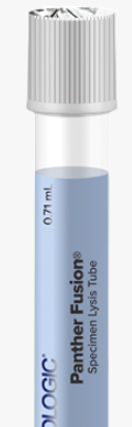 0.71 mL
Panther Fusion®
Specimen Lysis Tube
OLOGIC®